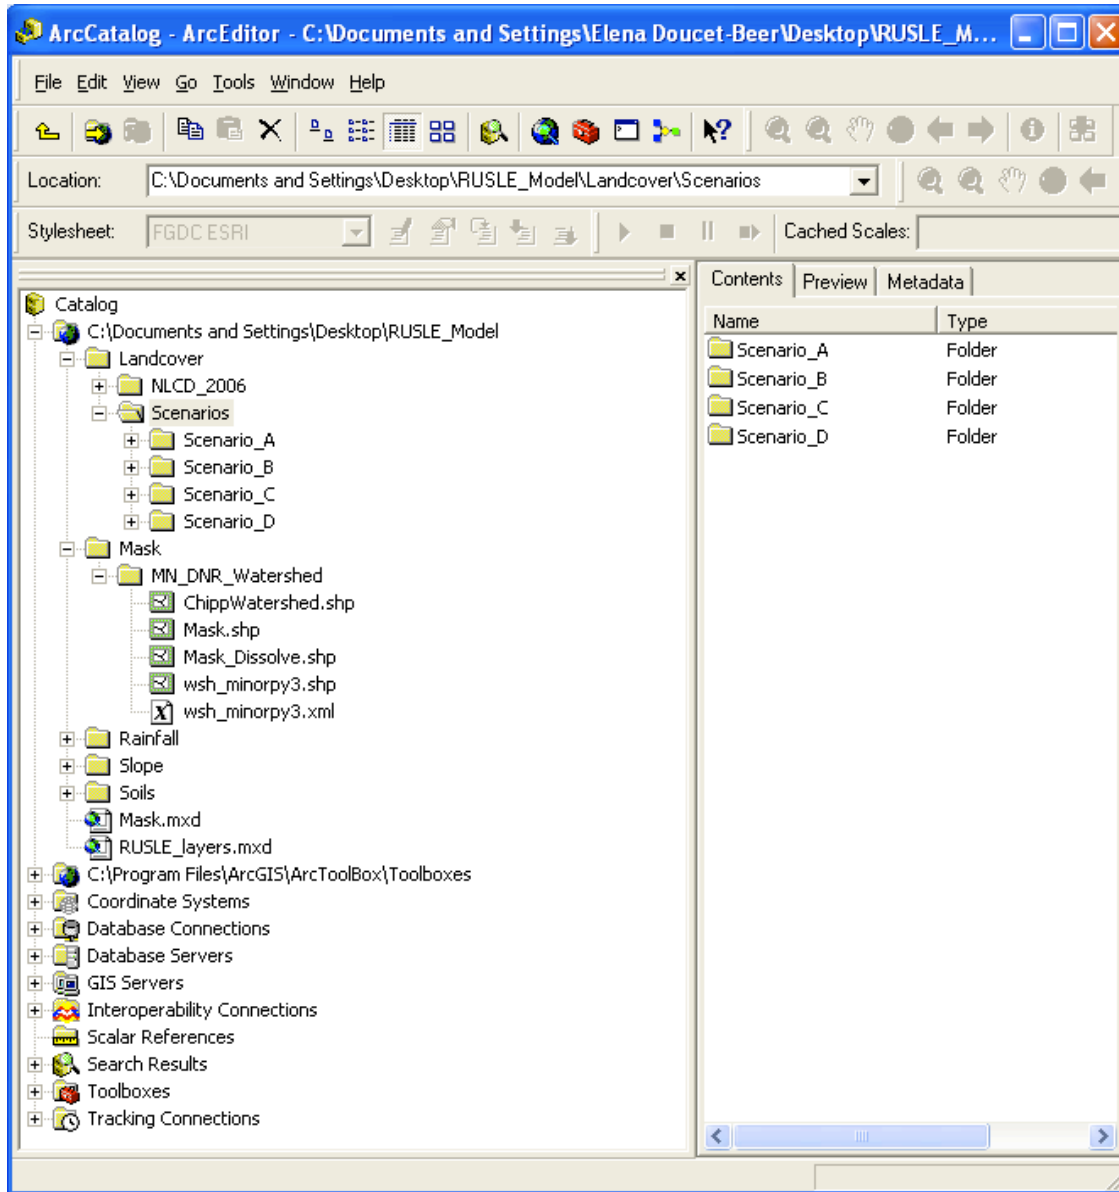 ArcCatalog - ArcEditor - C:\Documents and Settings\Elena Doucet-Beer\Desktop\RUSLE_M...
File Edit View Go Tools Window Help
Location: C:\Documents and Settings\Desktop\RUSLE_Model\Landcover\Scenarios
Stylesheet: FGDC ESRI Cached Scales:
Contents Preview Metadata
Name Type
Scenario_A Folder
Scenario_B Folder
Scenario_C Folder
Scenario_D Folder
Catalog
C:\Documents and Settings\Desktop\RUSLE_Model
Landcover
NLCD_2006
Scenarios
Scenario_A
Scenario_B
Scenario_C
Scenario_D
Mask
MN_DNR_Watershed
ChippWatershed.shp
Mask.shp
Mask_Dissolve.shp
wsh_minorpy3.shp
wsh_minorpy3.xml
Rainfall
Slope
Soils
Mask.mxd
RUSLE_layers.mxd
C:\Program Files\ArcGIS\ArcToolBox\Toolboxes
Coordinate Systems
Database Connections
Database Servers
GIS Servers
Interoperability Connections
Scalar References
Search Results
Toolboxes
Tracking Connections